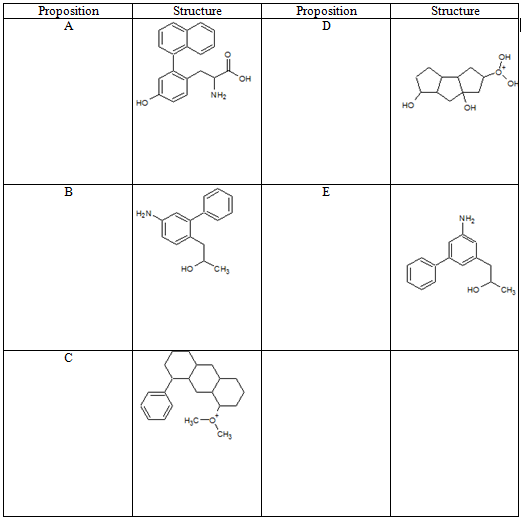 Proposition Structure Proposition Structure
A D
O
OH
NH2
HO
OH
O+
OH
HO
OH
B E
H2N
HO CH3
NH2
HO CH3
C
H3C O+
CH3